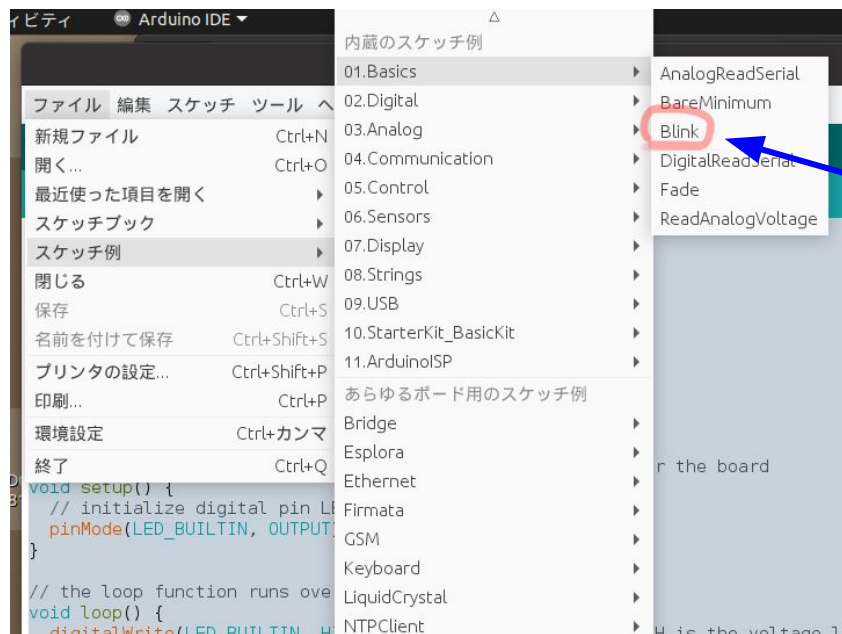 ィビティ Arduino IDE
ファイル 編集 スケッチ ツール ヘ
新規ファイル Ctrl+N
開く... Ctrl+O
最近使った項目を開く
スケッチブック
スケッチ例
閉じる Ctrl+W
保存 Ctrl+S
名前を付けて保存 Ctrl+Shift+S
プリンタの設定... Ctrl+Shift+P
印刷... Ctrl+P
環境設定 Ctrl+カンマ
終了 Ctrl+Q
内蔵のスケッチ例
01.Basics
02.Digital
03.Analog
04.Communication
05.Control
06.Sensors
07.Display
08.Strings
09.USB
10.StarterKit_BasicKit
11.ArduinoISP
あらゆるボード用のスケッチ例
Bridge
Esplora
Ethernet
Firmata
GSM
Keyboard
LiquidCrystal
NTPClient
AnalogReadSerial
BareMinimum
Blink
DigitalReadSerial
Fade
ReadAnalogVoltage
r the board
void setup() {
// initialize digital pin LE
pinMode(LED_BUILTIN, OUTPUT
}
// the loop function runs ove
void loop() {
digitalWrite(LED_BUILTIN, H
H is the voltage l